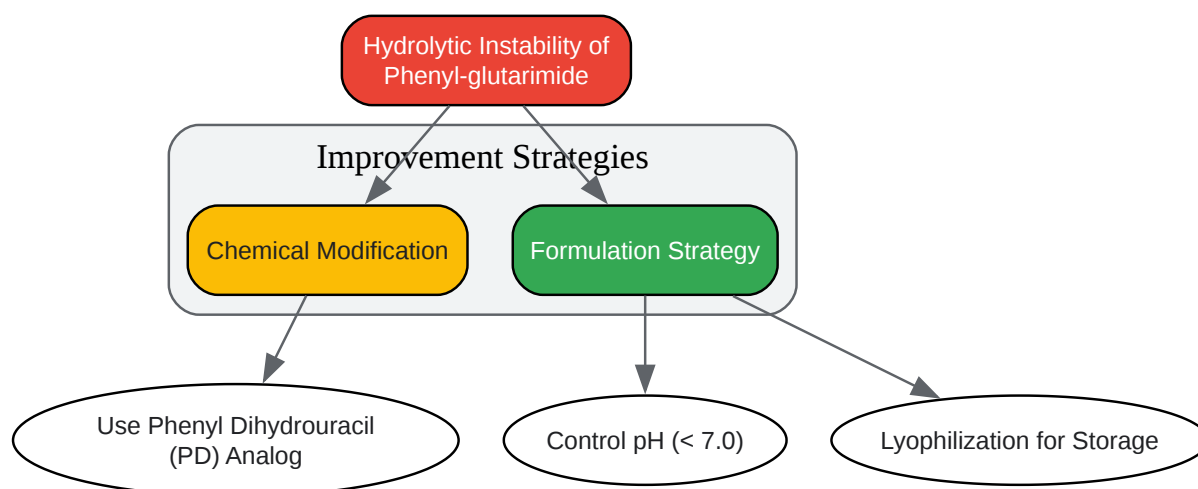 Hydrolytic Instability of
Phenyl-glutarimide
Improvement Strategies
Chemical Modification
Formulation Strategy
Use Phenyl Dihydrouracil
(PD) Analog
Control pH (< 7.0)
Lyophilization for Storage